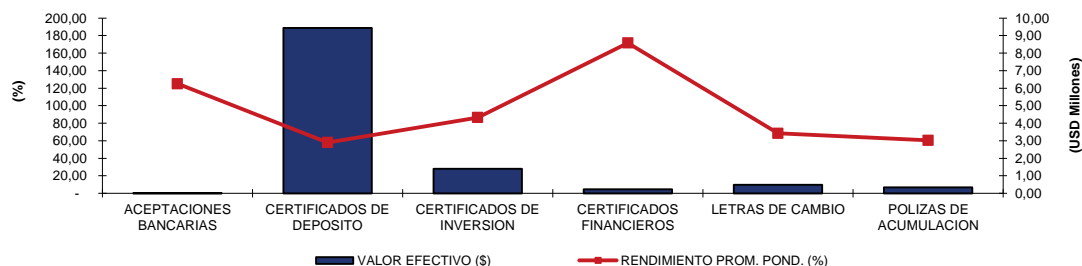 (%)
200,00
180,00
160,00
140,00
120,00
100,00
80,00
60,00
40,00
20,00
-
10,00
9,00
8,00
7,00
6,00
5,00
4,00
3,00
2,00
1,00
0,00
(USD Millones)
ACEPTACIONES
BANCARIAS
CERTIFICADOS DE
DEPOSITO
CERTIFICADOS DE
INVERSION
CERTIFICADOS
FINANCIEROS
LETRAS DE CAMBIO
POLIZAS DE
ACUMULACION
VALOR EFECTIVO ($)
RENDIMIENTO PROM. POND. (%)